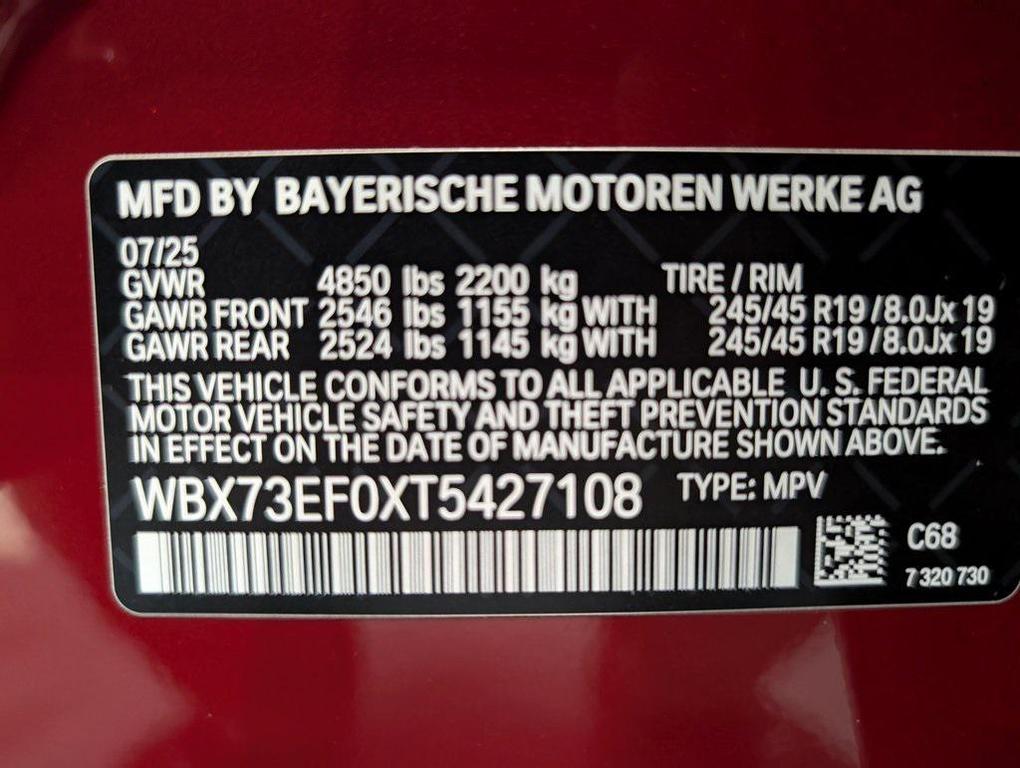 MFD BY BAYERISCHE MOTOREN WERKE AG
07/25
GVWR 4850 lbs 2200 kg TIRE / RIM
GAWR FRONT 2546 lbs 1155 kg WITH 245/45 R19 / 8.0Jx 19
GAWR REAR 2524 lbs 1145 kg WITH 245/45 R19 / 8.0Jx 19
THIS VEHICLE CONFORMS TO ALL APPLICABLE U. S. FEDERAL
MOTOR VEHICLE SAFETY AND THEFT PREVENTION STANDARDS
IN EFFECT ON THE DATE OF MANUFACTURE SHOWN ABOVE.
WBX73EF0XT5427108 TYPE: MPV
C68
7 320 730